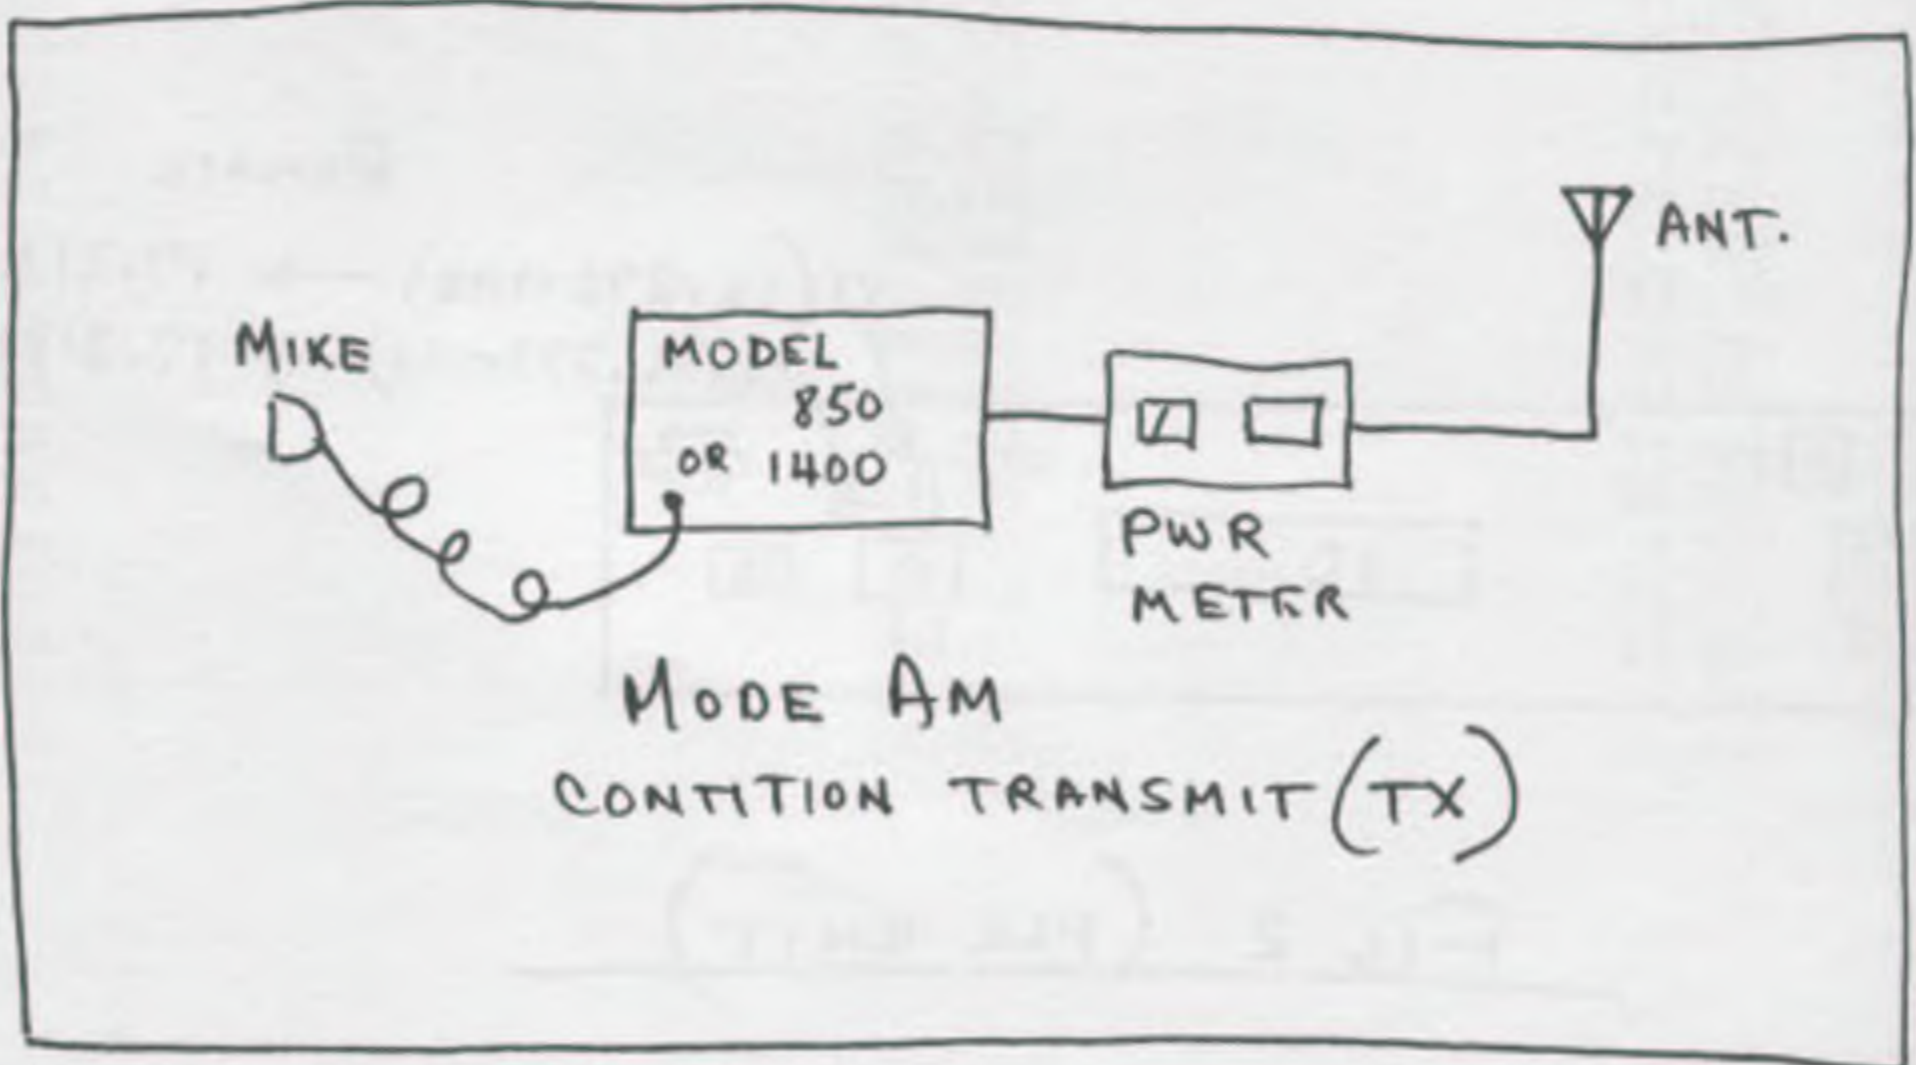 MIKE
MODEL
850
OR 1400
ANT.
PWR
METER
MODE AM
CONTITION TRANSMIT (TX)